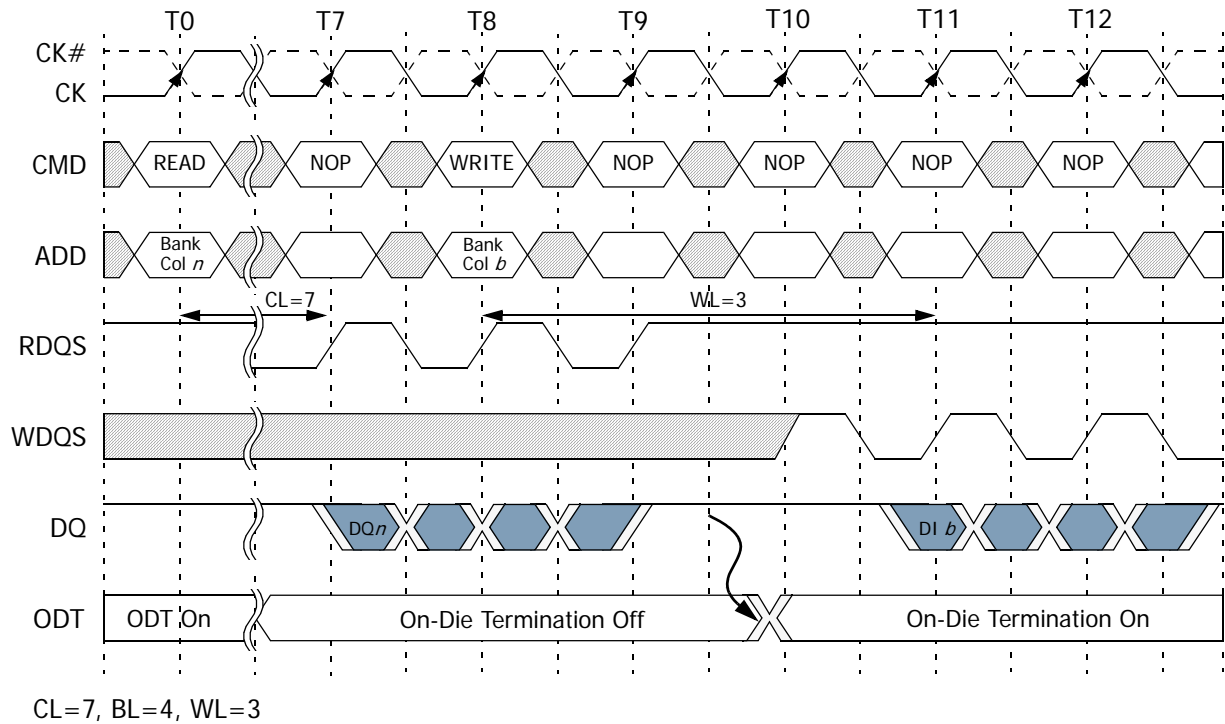 T0 T7 T8 T9 T10 T11 T12
CK#
CK
CMD READ NOP WRITE NOP NOP NOP NOP
ADD Bank Col n Bank Col b
CL=7 WL=3
RDQS
WDQS
DQ DQn DI b
ODT ODT On On-Die Termination Off On-Die Termination On
CL=7, BL=4, WL=3